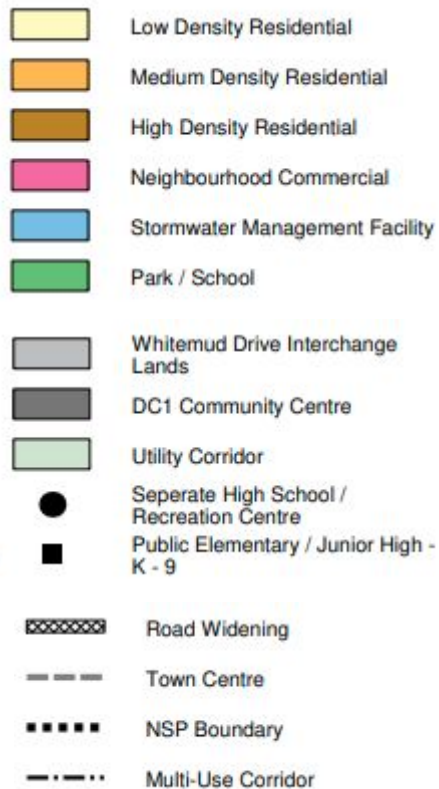 Low Density Residential
Medium Density Residential
High Density Residential
Neighbourhood Commercial
Stormwater Management Facility
Park / School
Whitemud Drive Interchange
Lands
DC1 Community Centre
Utility Corridor
Seperate High School /
Recreation Centre
Public Elementary / Junior High -
K - 9
Road Widening
Town Centre
NSP Boundary
Multi-Use Corridor